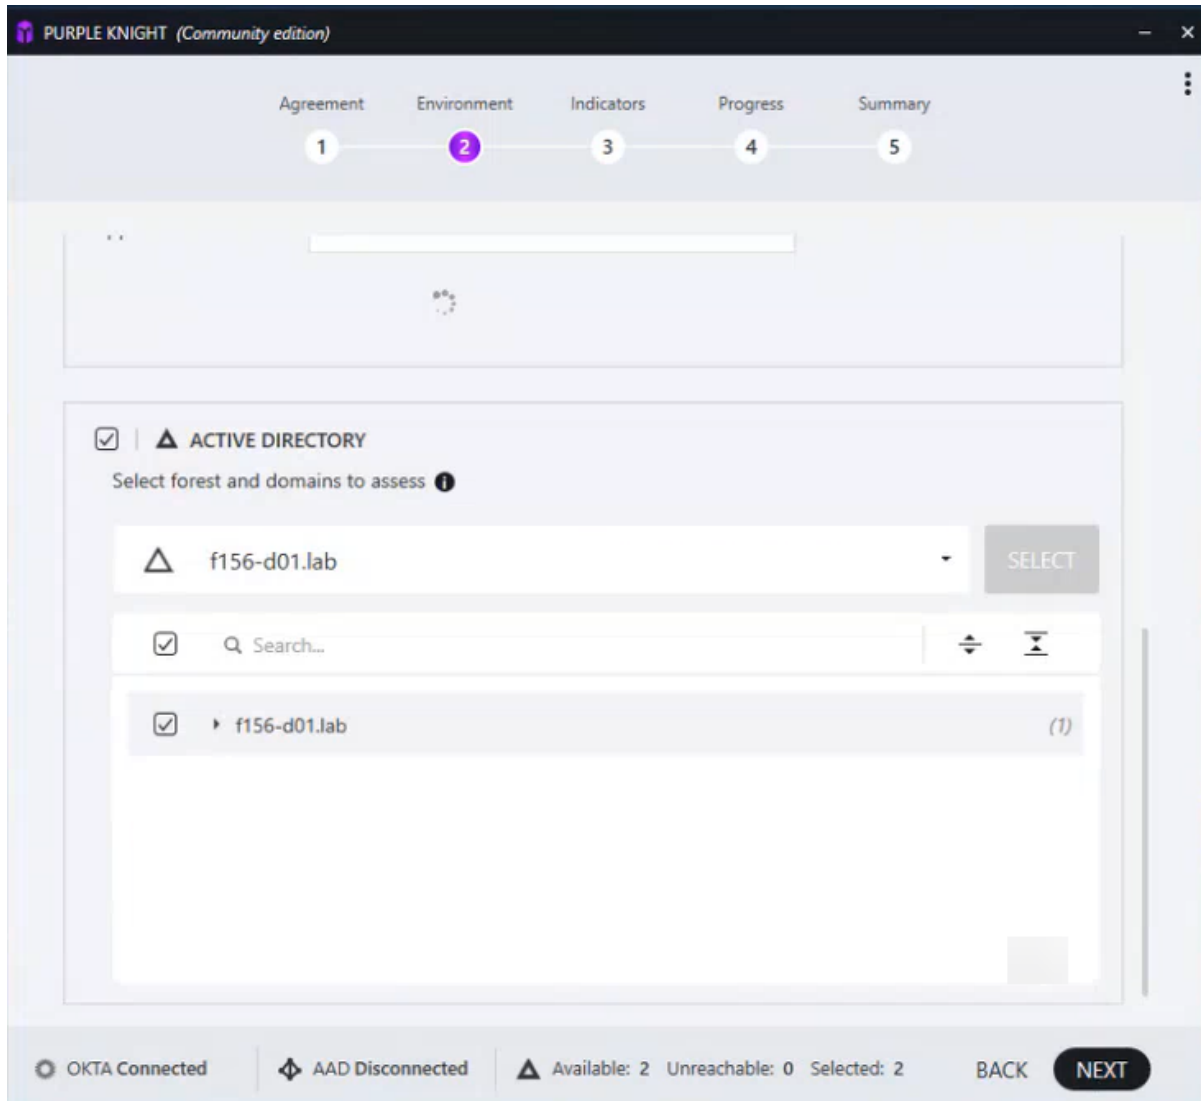 PURPLE KNIGHT (Community edition)
Agreement Environment Indicators Progress Summary
1 2 3 4 5
ACTIVE DIRECTORY
Select forest and domains to assess
f156-d01.lab SELECT
Search...
f156-d01.lab (1)
OKTA Connected AAD Disconnected Available: 2 Unreachable: 0 Selected: 2 BACK NEXT